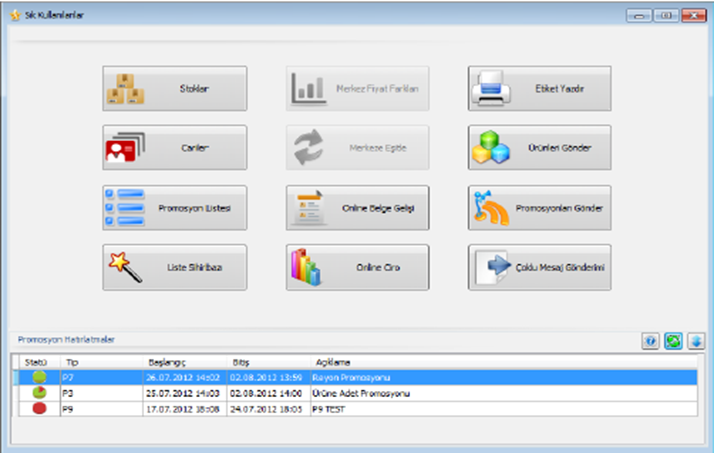 Sık Kullanılanlar
Stoklar
Merkez Fiyat Farkları
Etiket Yazdır
Cariler
Merkeze Eşitle
Ürünleri Gönder
Promosyon Listesi
Online Belge Gelişi
Promosyonları Gönder
Liste Sihirbazı
Online Ciro
Çoklu Mesaj Gönderimi
Promosyon Hatırlatmalar
Statü Tip Başlangıç Bitiş Açıklama
P7 26.07.2012 14:02 02.08.2012 13:59 Reyon Promosyonu
P3 25.07.2012 14:03 02.08.2012 14:00 Ürüne Adet Promosyonu
P9 17.07.2012 18:08 24.07.2012 18:05 P9 TEST